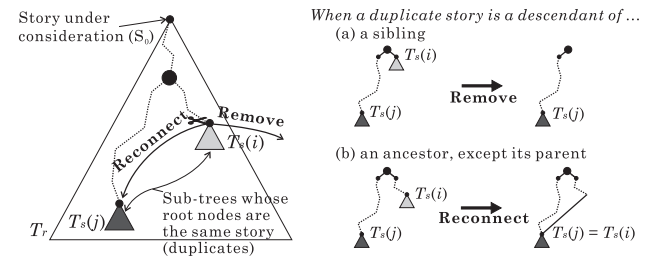 Story under
consideration (S₀)
Remove
Reconnect
Tₛ(i)
Sub-trees whose
root nodes are
the same story
(duplicates)
Tₛ(j)
Tᵣ
When a duplicate story is a descendant of ...
(a) a sibling
Tₛ(i)
Remove
Tₛ(j)
Tₛ(j)
(b) an ancestor, except its parent
Tₛ(i)
Reconnect
Tₛ(j)
Tₛ(j) = Tₛ(i)